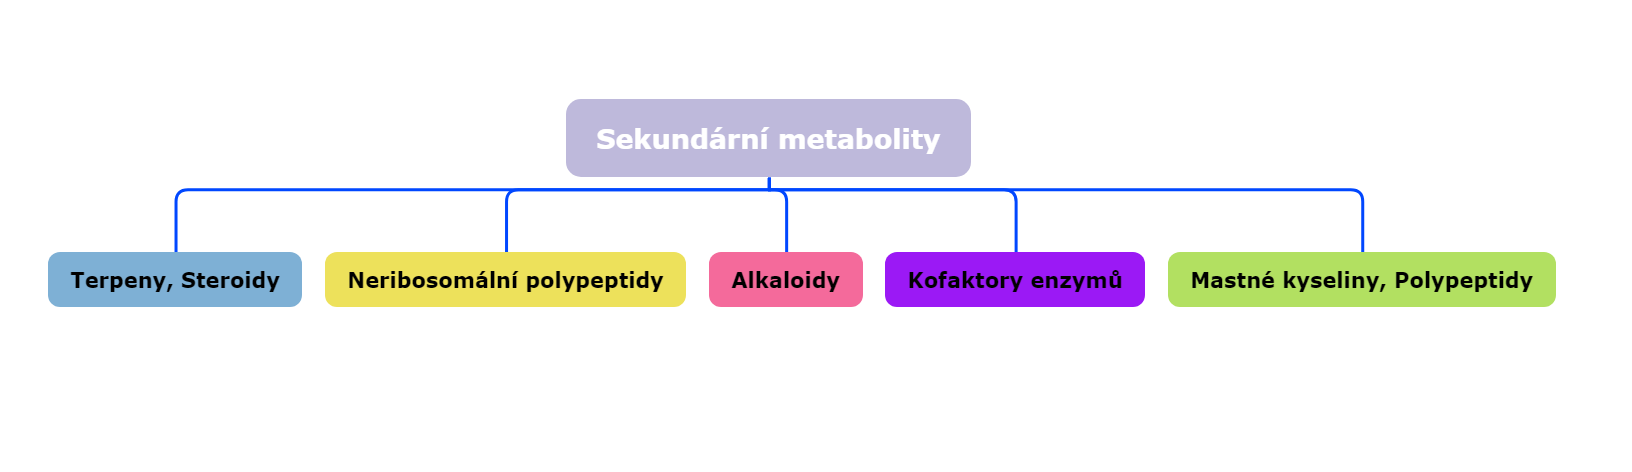 Sekundární metabolity
Terpeny, Steroidy
Neribosomální polypeptidy
Alkaloidy
Kofaktory enzymů
Mastné kyseliny, Polypeptidy